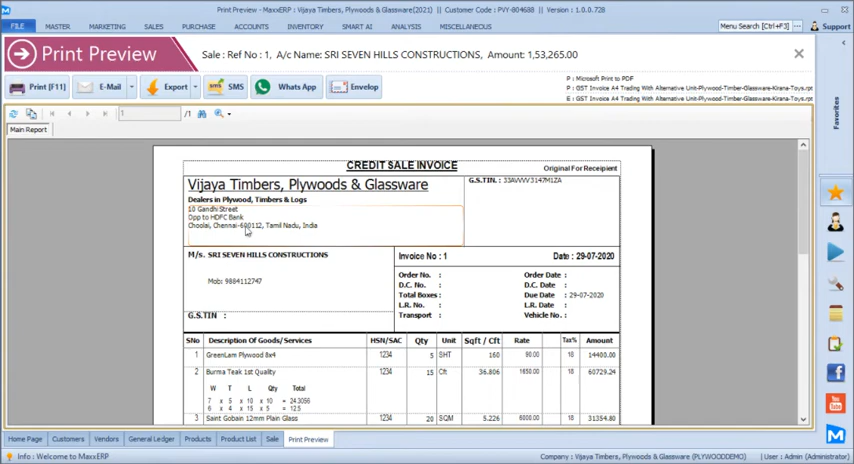 Print Preview - MaxxERP : Vijaya Timbers, Plywoods & Glassware(2021) | Customer Code : PVY-804688 | Version : 1.0.0.728
FILE MASTER MARKETING SALES PURCHASE ACCOUNTS INVENTORY SMART AI MISCELLANEOUS Menu Search [Ctrl+F3] Support
Print Preview Sale : Ref No : 1, A/c Name: SRI SEVEN HILLS CONSTRUCTIONS, Amount: 1,53,265.00
Print [F11] E-Mail Export SMS Whats App Envelop
P : Microsoft Print to PDF
P : GST Invoice A4 Trading With Alternative Unit-Plywood-Timber-Glassware-Kirana-Toys.rpt
E : GST Invoice A4 Trading With Alternative Unit-Plywood-Timber-Glassware-Kirana-Toys.rpt
Favorites
1 /1
Main Report
CREDIT SALE INVOICE Original For Receipient
Vijaya Timbers, Plywoods & Glassware G.S.TIN. : 33AVVVV3147M1ZA
Dealers in Plywood, Timbers & Logs
10 Gandhi Street
Opp to HDFC Bank
Choolai, Chennai-600112, Tamil Nadu, India
M/s. SRI SEVEN HILLS CONSTRUCTIONS Invoice No : 1 Date : 29-07-2020
Mob: 9884112747
Order No. : Order Date :
D.C. No. : D.C. Date :
Total Boxes : Due Date : 29-07-2020
L.R. No. : L.R. Date :
G.S.TIN : Transport : Vehicle No. :
SNo Description Of Goods/Services HSN/SAC Qty Unit Sqft / Cft Rate Tax% Amount
1 GreenLam Plywood 8x4 1234 5 SHT 160 90.00 18 14400.00
2 Burma Teak 1st Quality 1234 15 Cft 36.806 1650.00 18 60729.24
W T L Qty Total
7 x 5 x 10 x 10 = 24.3056
6 x 4 x 15 x 5 = 12.5
3 Saint Gobain 12mm Plain Glass 1234 20 SQM 5.226 6000.00 18 31354.80
Home Page Customers Vendors General Ledger Products Product List Sale Print Preview
Info : Welcome to MaxxERP Company : Vijaya Timbers, Plywoods & Glassware (PLYWOODDEMO) User : Admin (Administrator)